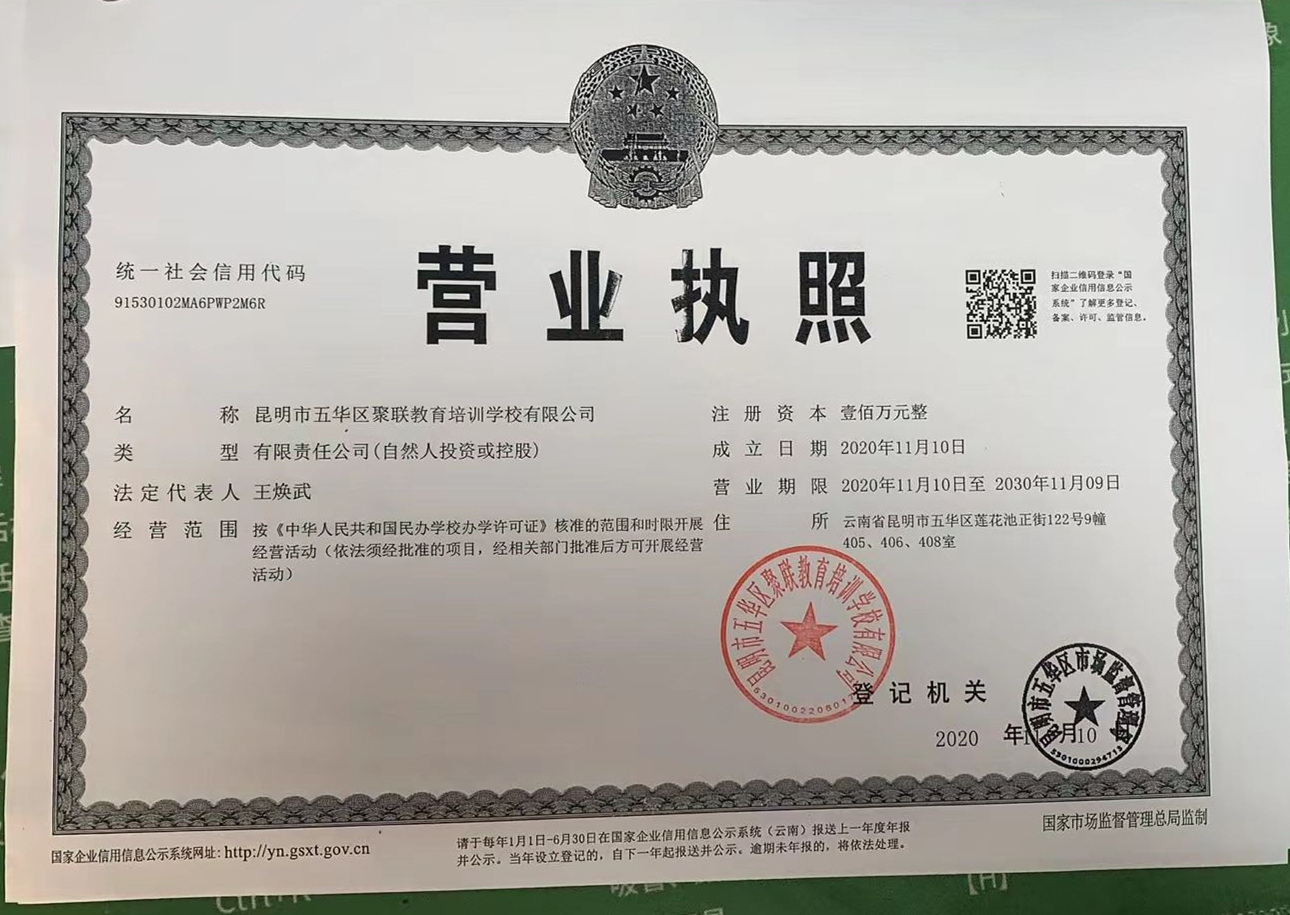 营业执照
统一社会信用代码
91530102MA6PWP2M6R
扫描二维码登录“国
家企业信用信息公示
系统”了解更多登记、
备案、许可、监管信息。
名称 昆明市五华区聚联教育培训学校有限公司
类型 有限责任公司(自然人投资或控股)
法定代表人 王焕武
经营范围 按《中华人民共和国民办学校办学许可证》核准的范围和时限开展
经营活动（依法须经批准的项目，经相关部门批准后方可开展经营
活动）
注册资本 壹佰万元整
成立日期 2020年11月10日
营业期限 2020年11月10日至 2030年11月09日
住所 云南省昆明市五华区莲花池正街122号9幢
405、406、408室
昆明市五华区聚联教育培训学校有限公司
登记机关
昆明市五华区市场监督管理局
5301000294713
2020 年 月10
国家企业信用信息公示系统网址：http://yn.gsxt.gov.cn
请于每年1月1日-6月30日在国家企业信用信息公示系统（云南）报送上一年度年报
并公示。当年设立登记的，自下一年起报送并公示。逾期未年报的，将依法处理。
国家市场监督管理总局监制